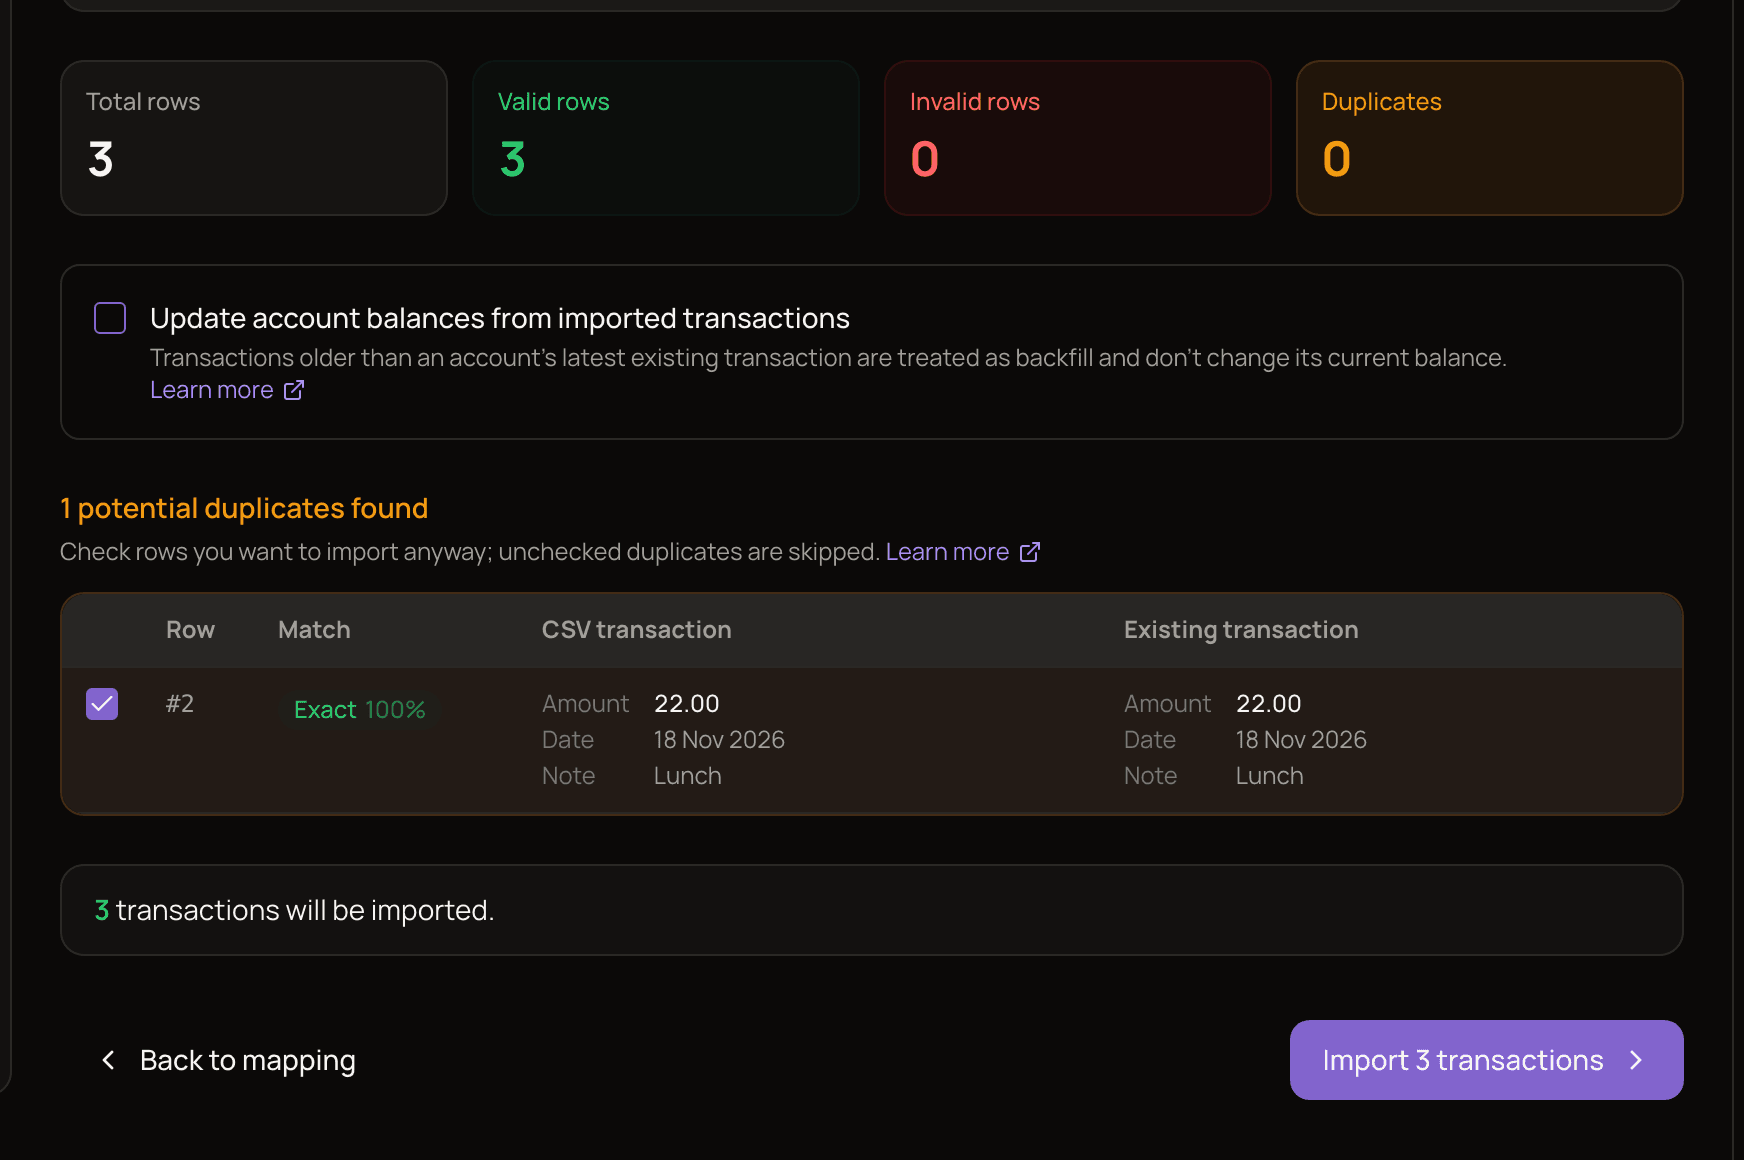 Total rows
3
Valid rows
3
Invalid rows
0
Duplicates
0
Update account balances from imported transactions
Transactions older than an account's latest existing transaction are treated as backfill and don't change its current balance.
Learn more
1 potential duplicates found
Check rows you want to import anyway; unchecked duplicates are skipped. Learn more
Row Match CSV transaction Existing transaction
#2 Exact 100% Amount 22.00 Amount 22.00
Date 18 Nov 2026 Date 18 Nov 2026
Note Lunch Note Lunch
3 transactions will be imported.
Back to mapping Import 3 transactions